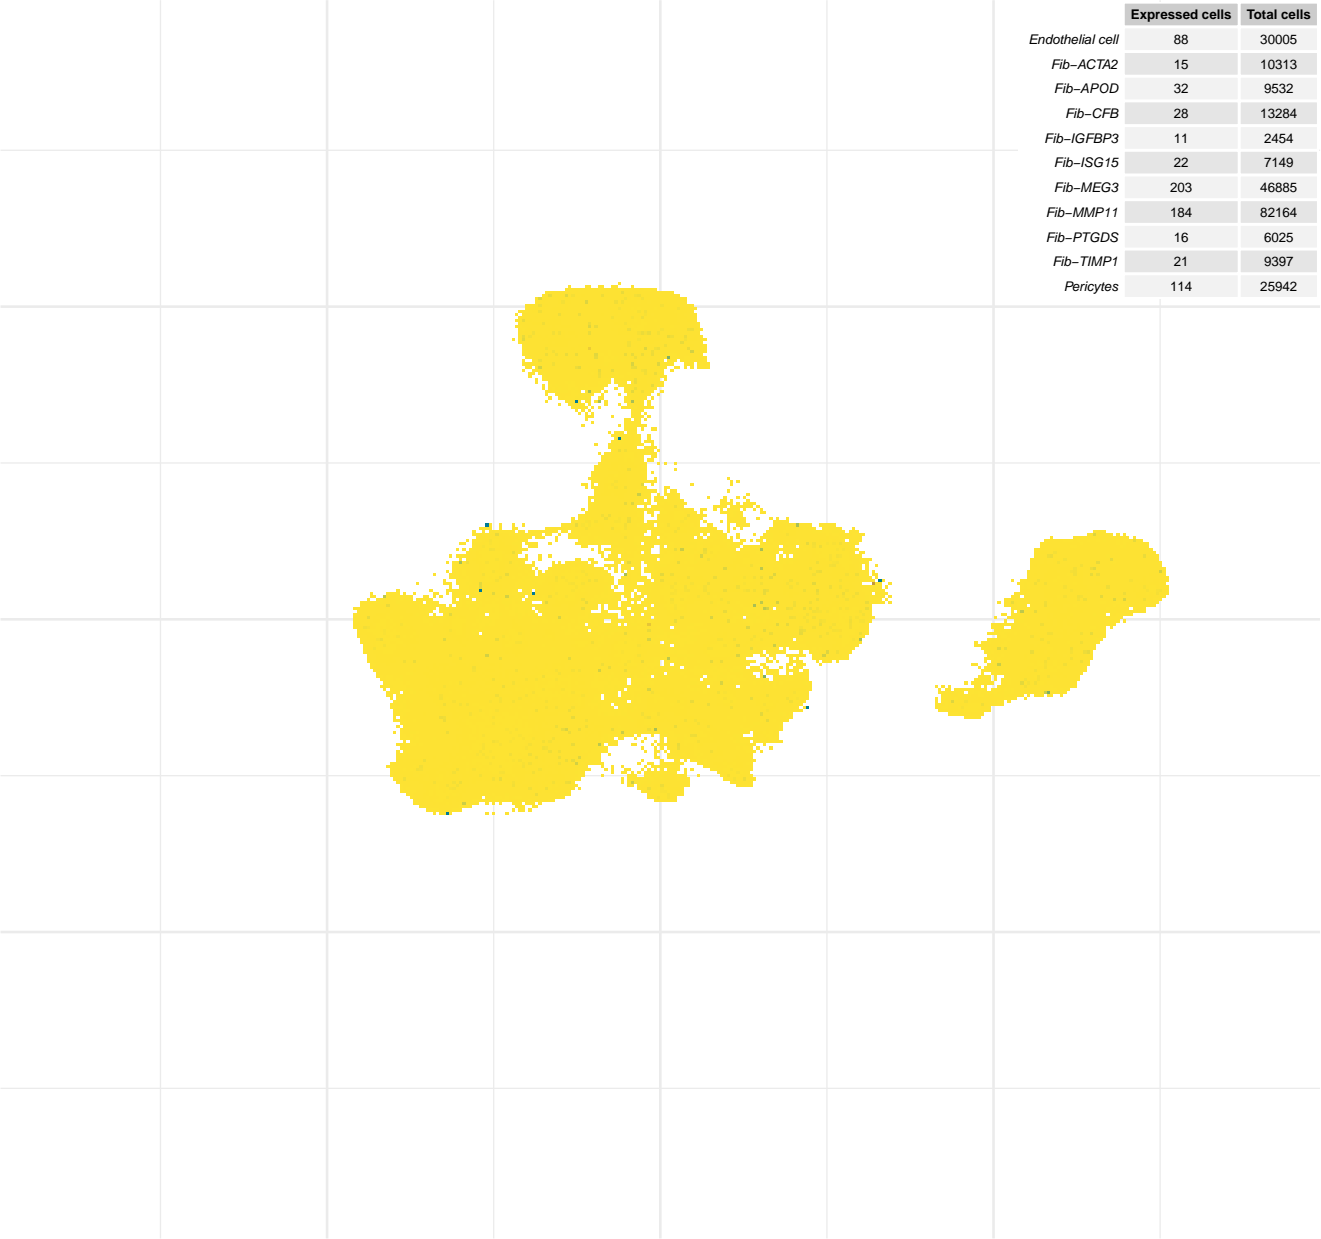 Expressed cells Total cells
Endothelial cell 88 30005
Fib−ACTA2 15 10313
Fib−APOD 32 9532
Fib−CFB 28 13284
Fib−IGFBP3 11 2454
Fib−ISG15 22 7149
Fib−MEG3 203 46885
Fib−MMP11 184 82164
Fib−PTGDS 16 6025
Fib−TIMP1 21 9397
Pericytes 114 25942